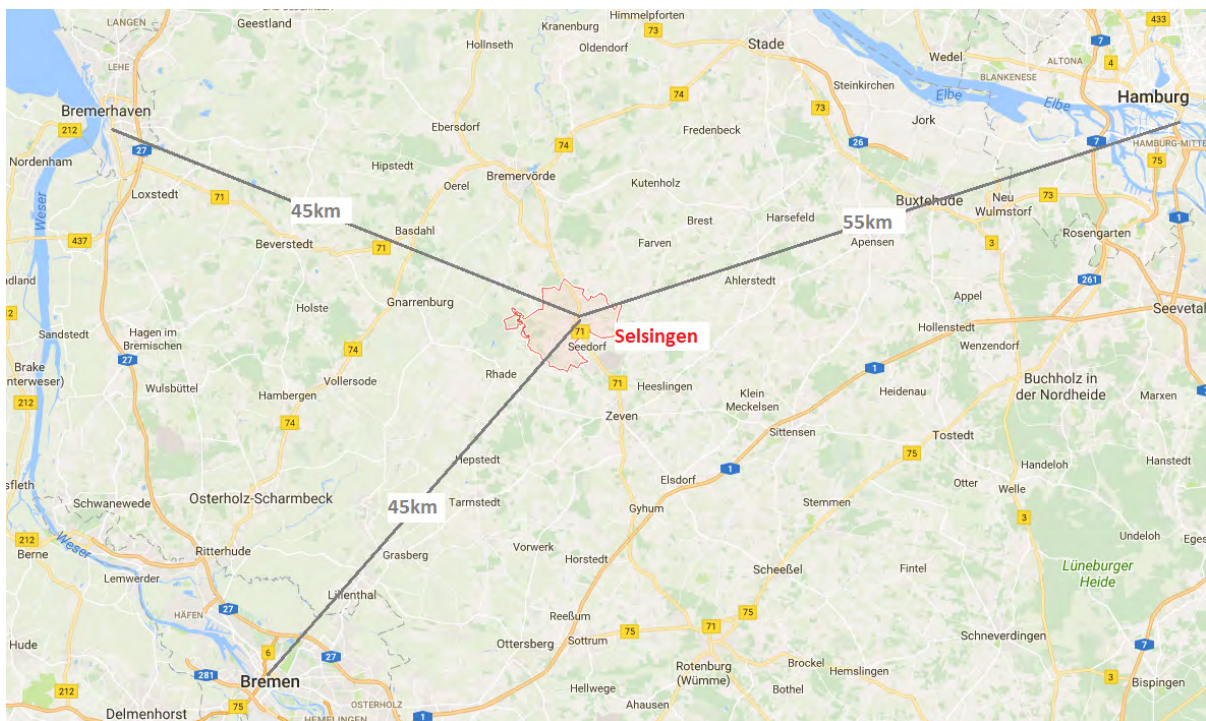 Himmelpforten
LANGEN
Geestland
Kranenburg
73
433
Hollnseth
Oldendorf
Stade
7
Wedel
ALTONA
LEHE
4
BLANKENESE
Steinkirchen
Elbe
Hamburg
Bremerhaven
74
Elbe
212
Ebersdorf
73
Jork
27
Fredenbeck
7
HAMBURG-MITTE
Nordenham
Hipstedt
74
26
75
Bremervörde
Oerel
Kutenholz
Loxstedt
71
Buxtehude
Neu
Wulmstorf
73
45km
Brest
Harsefeld
1
Weser
Basdahl
55km
437
Beverstedt
71
Farven
Apensen
3
Rosengarten
Ahlerstedt
261
Gnarrenburg
Appel
Holste
Seevetal
Sandstedt
Hagen im
Bremischen
71
Selsingen
Hollenstedt
Seedorf
Wenzendorf
27
74
Brake
Rhade
1
Wulsbüttel
Vollersode
71
Heeslingen
Buchholz in
der Nordheide
Heidenau
Klein
Meckelsen
Marxen
212
Hambergen
Zeven
74
Sittensen
Tostedt
75
Hepstedt
1
Handeloh
Hanstedt
Elsdorf
Otter
Osterholz-Scharmbeck
Welle
Schwanewede
45km
Tarmstedt
Stemmen
Gyhum
3
212
Weser
Undeloh
Berne
Ritterhude
Vorwerk
Grasberg
Horstedt
Scheeßel
Fintel
Lüneburger
Heide
Lemwerder
Lilienthal
HÄFEN
27
75
Reeßum
Hude
Ottersberg
Sottrum
75
71
Schneverdingen
6
27
7
281
Rotenburg
(Wümme)
Brockel
Hemslingen
Bremen
3
212
Bispingen
75
OSTERHOLZ
Hellwege
Bothel
Delmenhorst
1
Ahausen
HEMELINGEN